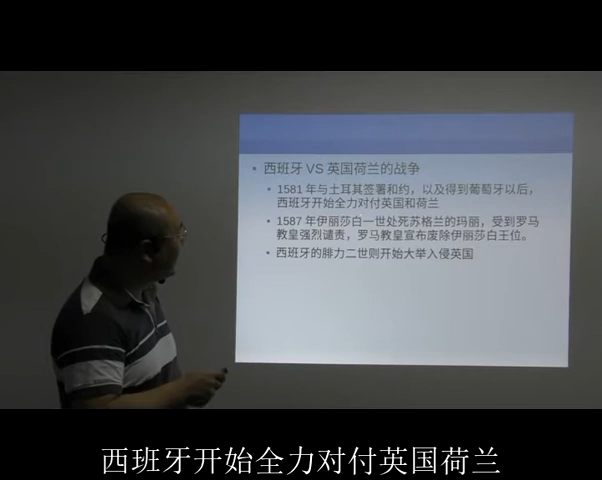 • 西班牙 VS 英国荷兰的战争
• 1581 年与土耳其签署和约，以及得到葡萄牙以后，
西班牙开始全力对付英国和荷兰
• 1587 年伊丽莎白一世处死苏格兰的玛丽，受到罗马
教皇强烈谴责，罗马教皇宣布废除伊丽莎白王位。
• 西班牙的腓力二世则开始大举入侵英国
西班牙开始全力对付英国荷兰